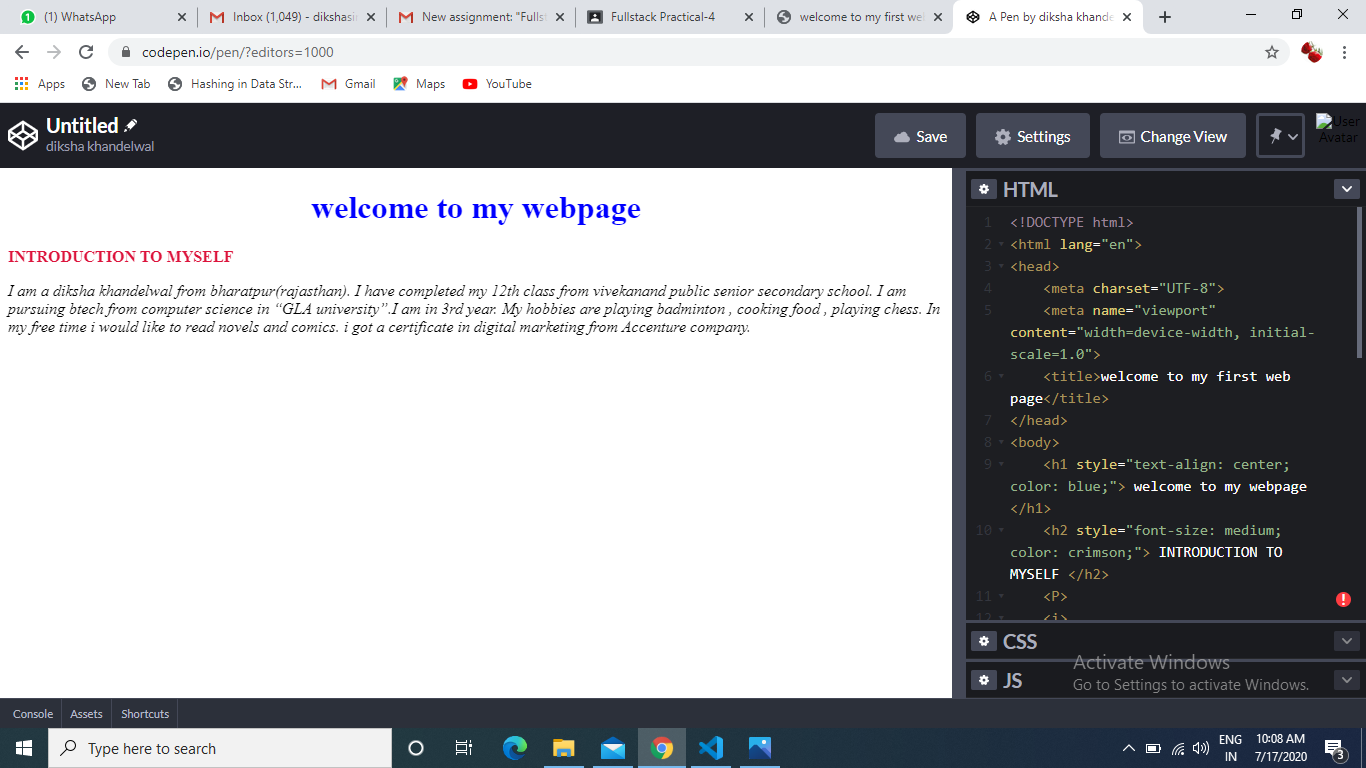 (1) WhatsApp
Inbox (1,049) - dikshasi
New assignment: "Fulls
Fullstack Practical-4
welcome to my first we
A Pen by diksha khande
codepen.io/pen/?editors=1000
Apps
New Tab
Hashing in Data Str...
Gmail
Maps
YouTube
Untitled
diksha khandelwal
Save
Settings
Change View
User
Avatar
welcome to my webpage
INTRODUCTION TO MYSELF
I am a diksha khandelwal from bharatpur(rajasthan). I have completed my 12th class from vivekanand public senior secondary school. I am
pursuing btech from computer science in “GLA university”.I am in 3rd year. My hobbies are playing badminton , cooking food , playing chess. In
my free time i would like to read novels and comics. i got a certificate in digital marketing from Accenture company.
HTML
1 <!DOCTYPE html>
2 <html lang="en">
3 <head>
4 <meta charset="UTF-8">
5 <meta name="viewport"
content="width=device-width, initial-
scale=1.0">
6 <title>welcome to my first web
page</title>
7 </head>
8 <body>
9 <h1 style="text-align: center;
color: blue;"> welcome to my webpage
</h1>
10 <h2 style="font-size: medium;
color: crimson;"> INTRODUCTION TO
MYSELF </h2>
11 <P>
12 <i>
CSS
JS
Activate Windows
Go to Settings to activate Windows.
Console
Assets
Shortcuts
Type here to search
ENG
IN
10:08 AM
7/17/2020
3